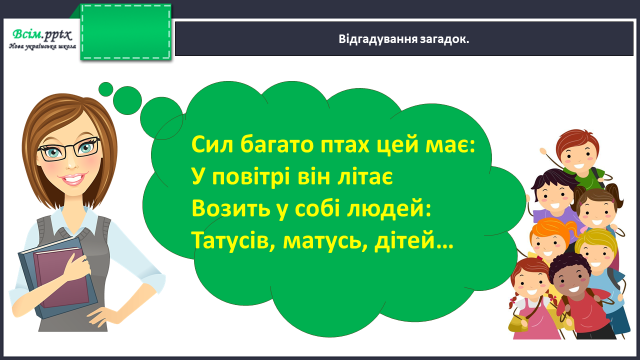 Всім.pptx
Нова українська школа
Відгадування загадок.
Сил багато птах цей має:
У повітрі він літає
Возить у собі людей:
Татусів, матусь, дітей...